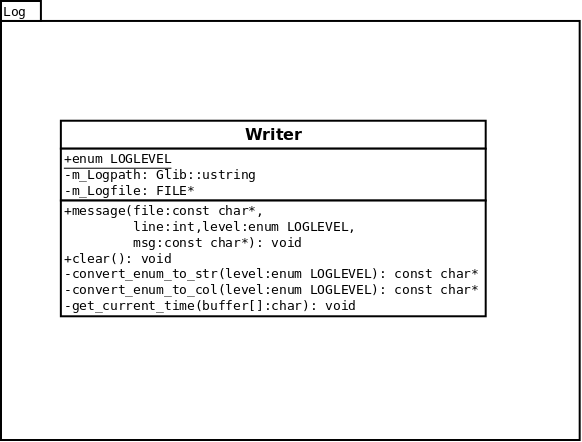 Log
Writer
+enum LOGLEVEL
-m_Logpath: Glib::ustring
-m_Logfile: FILE*
+message(file:const char*,
line:int,level:enum LOGLEVEL,
msg:const char*): void
+clear(): void
-convert_enum_to_str(level:enum LOGLEVEL): const char*
-convert_enum_to_col(level:enum LOGLEVEL): const char*
-get_current_time(buffer[]:char): void